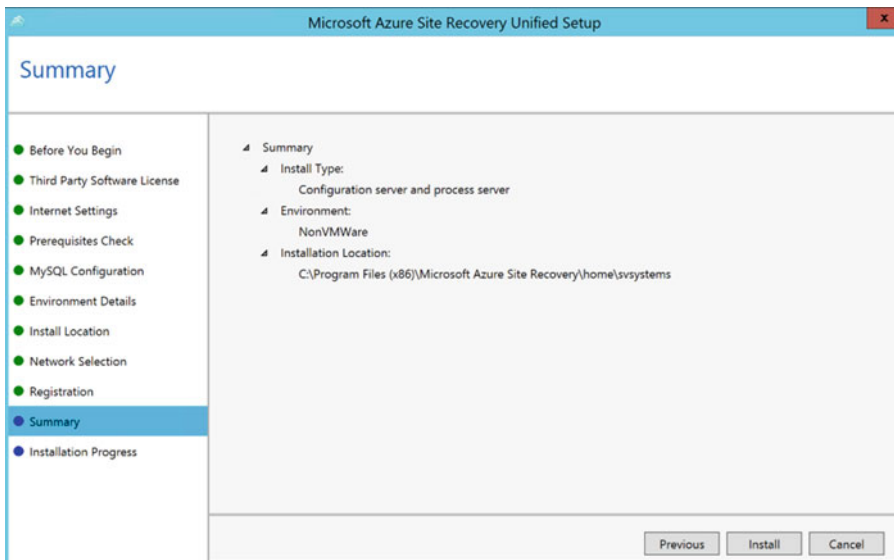 Microsoft Azure Site Recovery Unified Setup
x
Summary
Before You Begin
Third Party Software License
Internet Settings
Prerequisites Check
MySQL Configuration
Environment Details
Install Location
Network Selection
Registration
Summary
Installation Progress
Summary
Install Type:
Configuration server and process server
Environment:
NonVMWare
Installation Location:
C:\Program Files (x86)\Microsoft Azure Site Recovery\home\svsystems
Previous
Install
Cancel